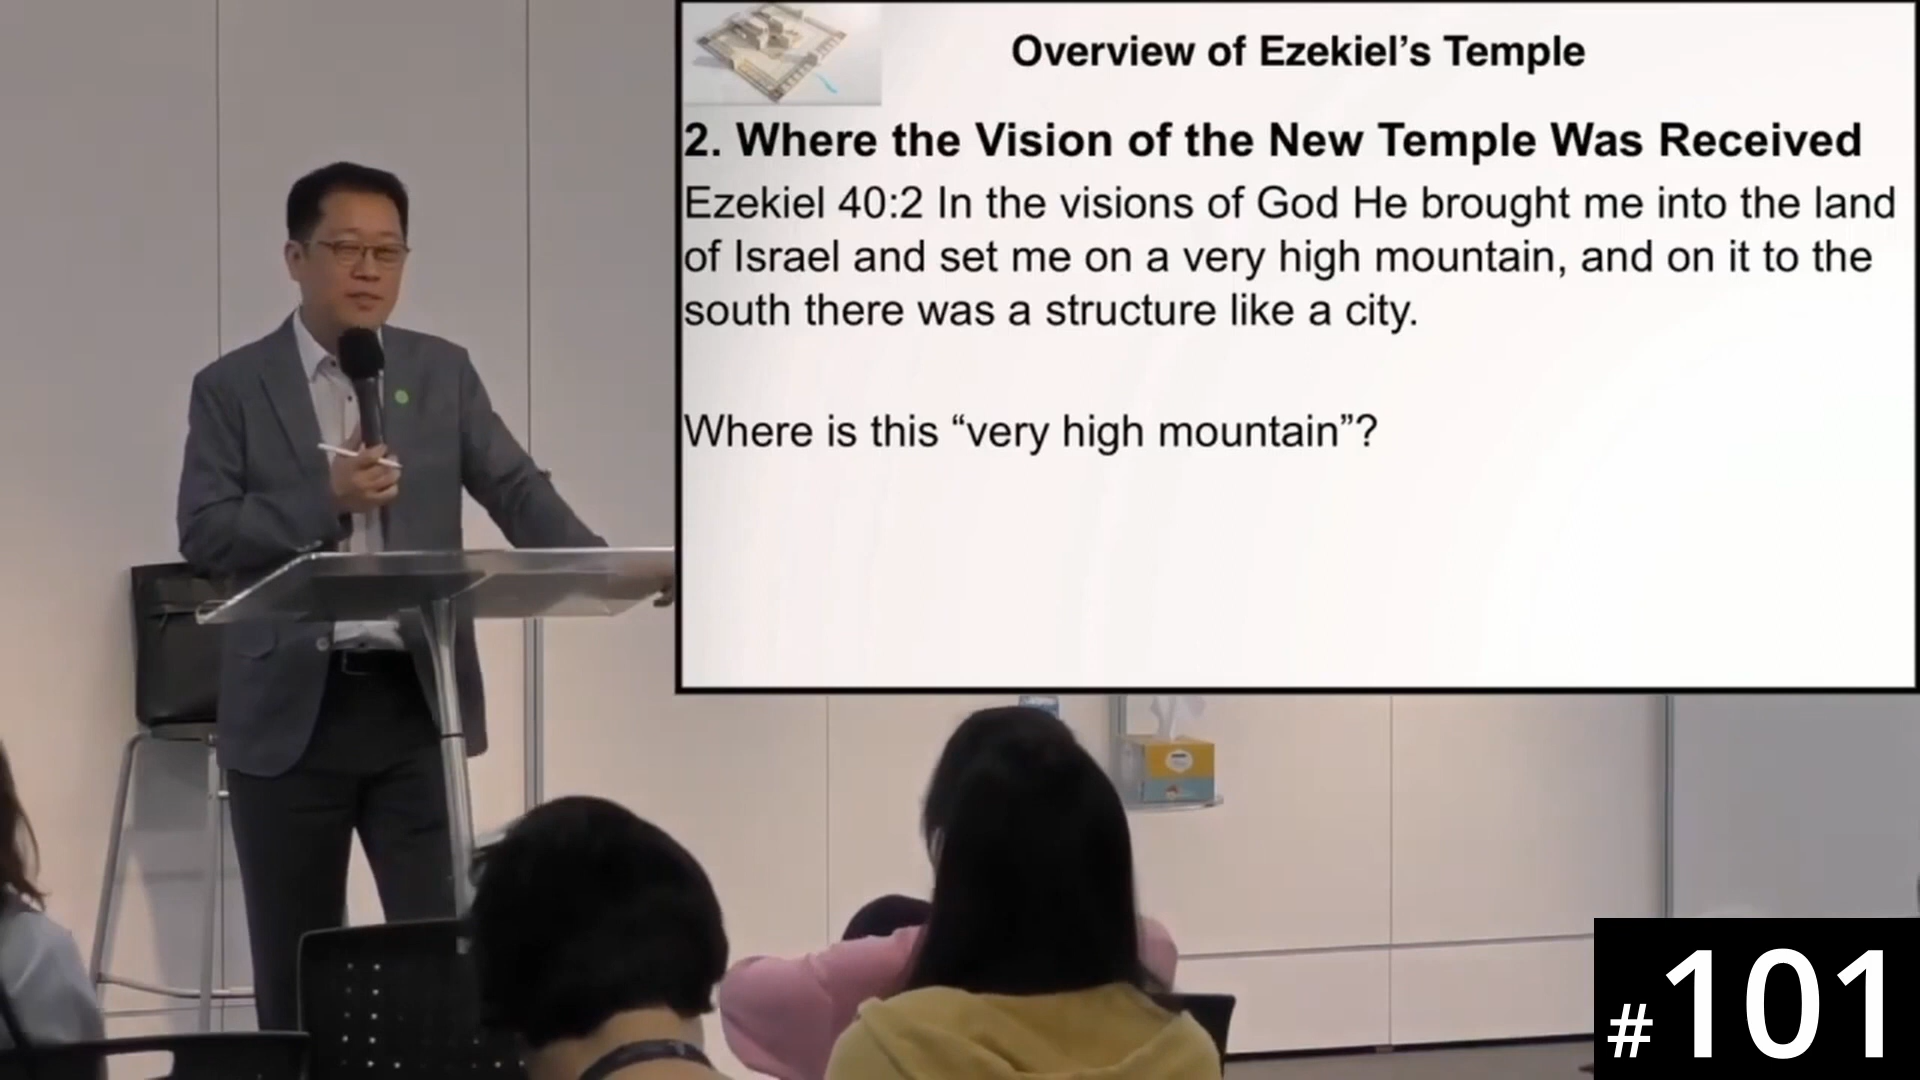 Overview of Ezekiel’s Temple
2. Where the Vision of the New Temple Was Received
Ezekiel 40:2 In the visions of God He brought me into the land
of Israel and set me on a very high mountain, and on it to the
south there was a structure like a city.
Where is this “very high mountain”?
#101